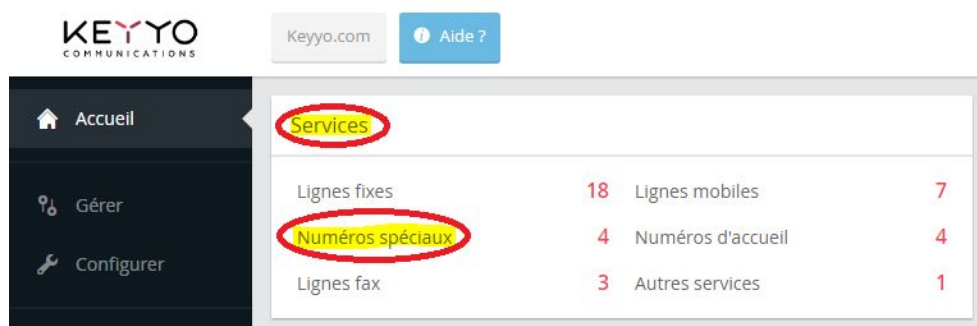 KEYYO
COMMUNICATIONS
Keyyo.com
Aide ?
Accueil
Gérer
Configurer
Services
Lignes fixes 18 Lignes mobiles 7
Numéros spéciaux 4 Numéros d'accueil 4
Lignes fax 3 Autres services 1